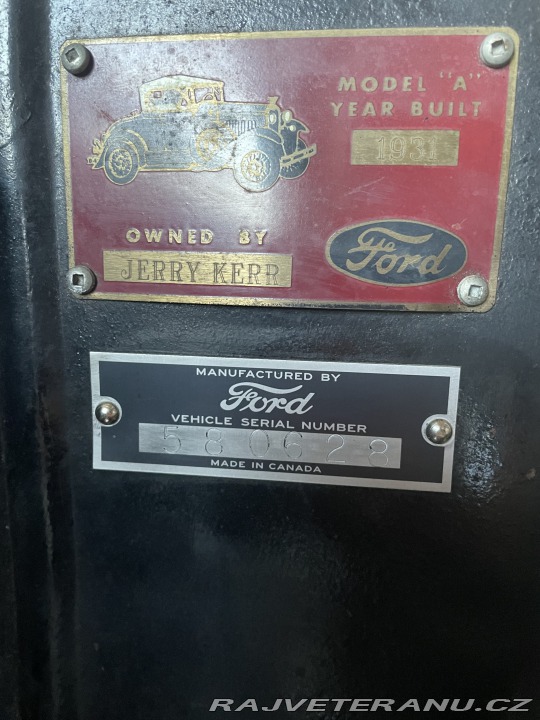 MODEL "A"
YEAR BUILT
1931
OWNED BY
JERRY KERR
Ford
MANUFACTURED BY
Ford
VEHICLE SERIAL NUMBER
580628
MADE IN CANADA
RAJVETERANU.CZ